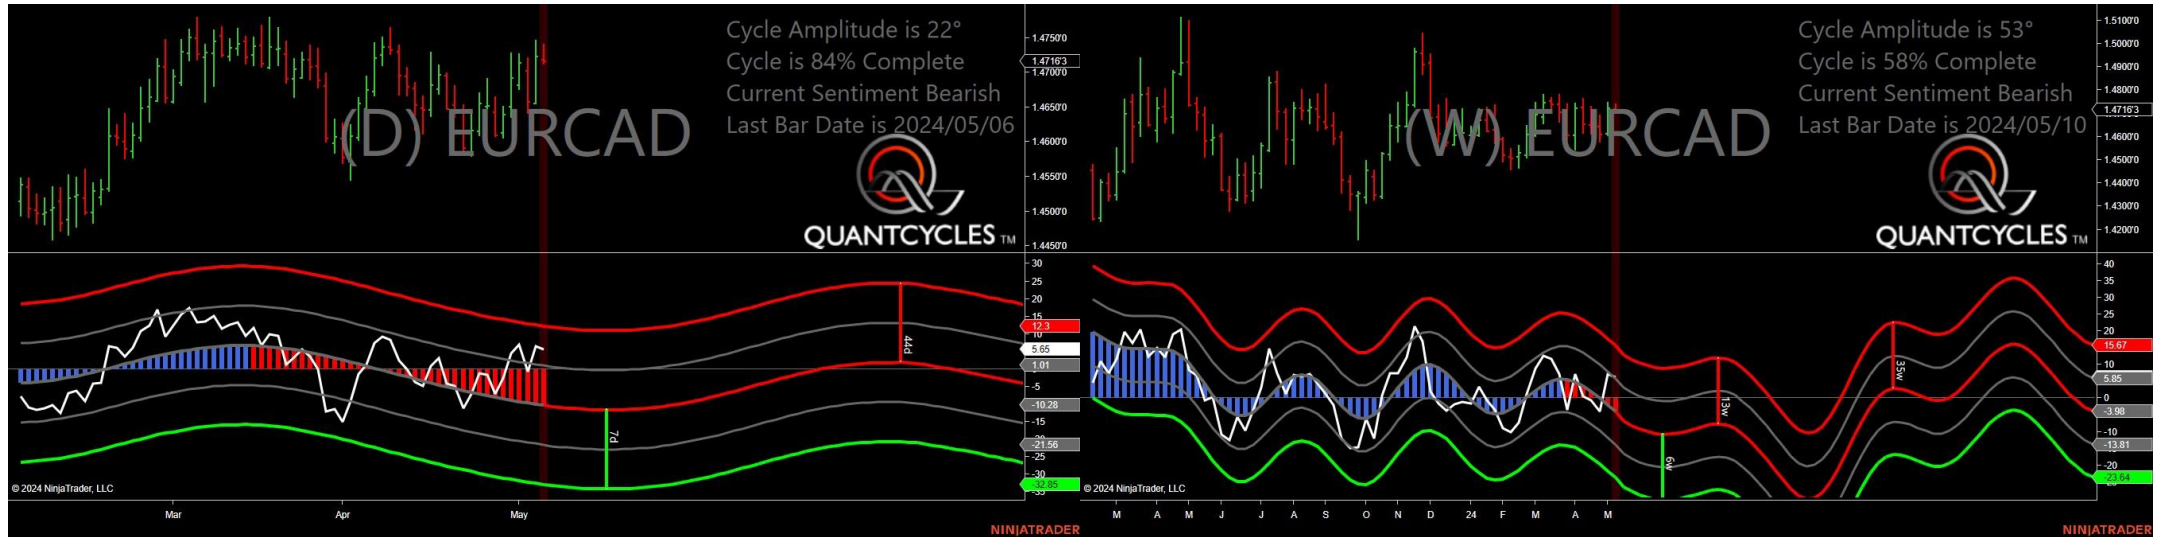 Cycle Amplitude is 22°
Cycle is 84% Complete
Current Sentiment Bearish
Last Bar Date is 2024/05/06
(D) EURCAD
QUANTCYCLES TM
1.4750'0
1.4716'3
1.4700'0
1.4650'0
1.4600'0
1.4550'0
1.4500'0
1.4450'0
30
25
20
15
12.3
5.65
1.01
-5
-10.28
-15
-21.56
-25
-30
-32.85
44d
7d
© 2024 NinjaTrader, LLC
Mar
Apr
May
NINJATRADER
Cycle Amplitude is 53°
Cycle is 58% Complete
Current Sentiment Bearish
Last Bar Date is 2024/05/10
(W) EURCAD
QUANTCYCLES TM
1.5100'0
1.5000'0
1.4900'0
1.4800'0
1.4716'3
1.4600'0
1.4500'0
1.4400'0
1.4300'0
1.4200'0
40
35
30
25
20
15.67
10
5.85
0
-3.98
-10
-13.81
-20
-23.64
13w
6w
35w
© 2024 NinjaTrader, LLC
M A M J J A S O N D 24 F M A M
NINJATRADER